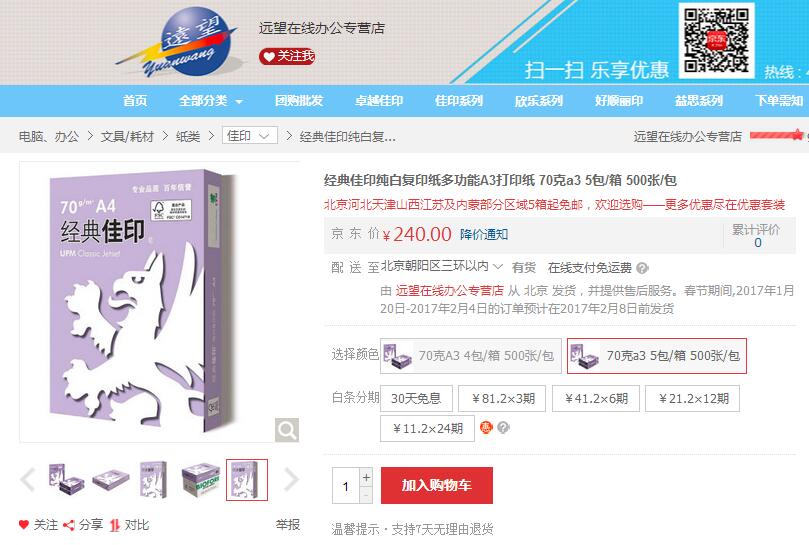 遠望
Yuanwang
远望在线办公专营店
关注我
京东
扫一扫 乐享优惠
热线:
首页 全部分类 团购批发 卓越佳印 佳印系列 欣乐系列 好顺丽印 益思系列 下单需知
电脑、办公 > 文具/耗材 > 纸类 > 佳印 > 经典佳印纯白复... 远望在线办公专营店
专业品质 百年信誉
70g/m² A4
FSC
经典佳印
UPM Classic Jetset
BIOFORE
关注 分享 对比 举报
经典佳印纯白复印纸多功能A3打印纸 70克a3 5包/箱 500张/包
北京河北天津山西江苏及内蒙部分区域5箱起免邮,欢迎选购——更多优惠尽在优惠套装
京 东 价 ¥240.00 降价通知 累计评价
0
配 送 至 北京朝阳区三环以内 有货 在线支付免运费 ?
由 远望在线办公专营店 从 北京 发货,并提供售后服务。春节期间,2017年1月
20日-2017年2月4日的订单预计在2017年2月8日前发货
选择颜色 70克A3 4包/箱 500张/包 70克a3 5包/箱 500张/包
白条分期 30天免息 ¥81.2×3期 ¥41.2×6期 ¥21.2×12期
¥11.2×24期 惠 ?
1 + - 加入购物车
温馨提示·支持7天无理由退货